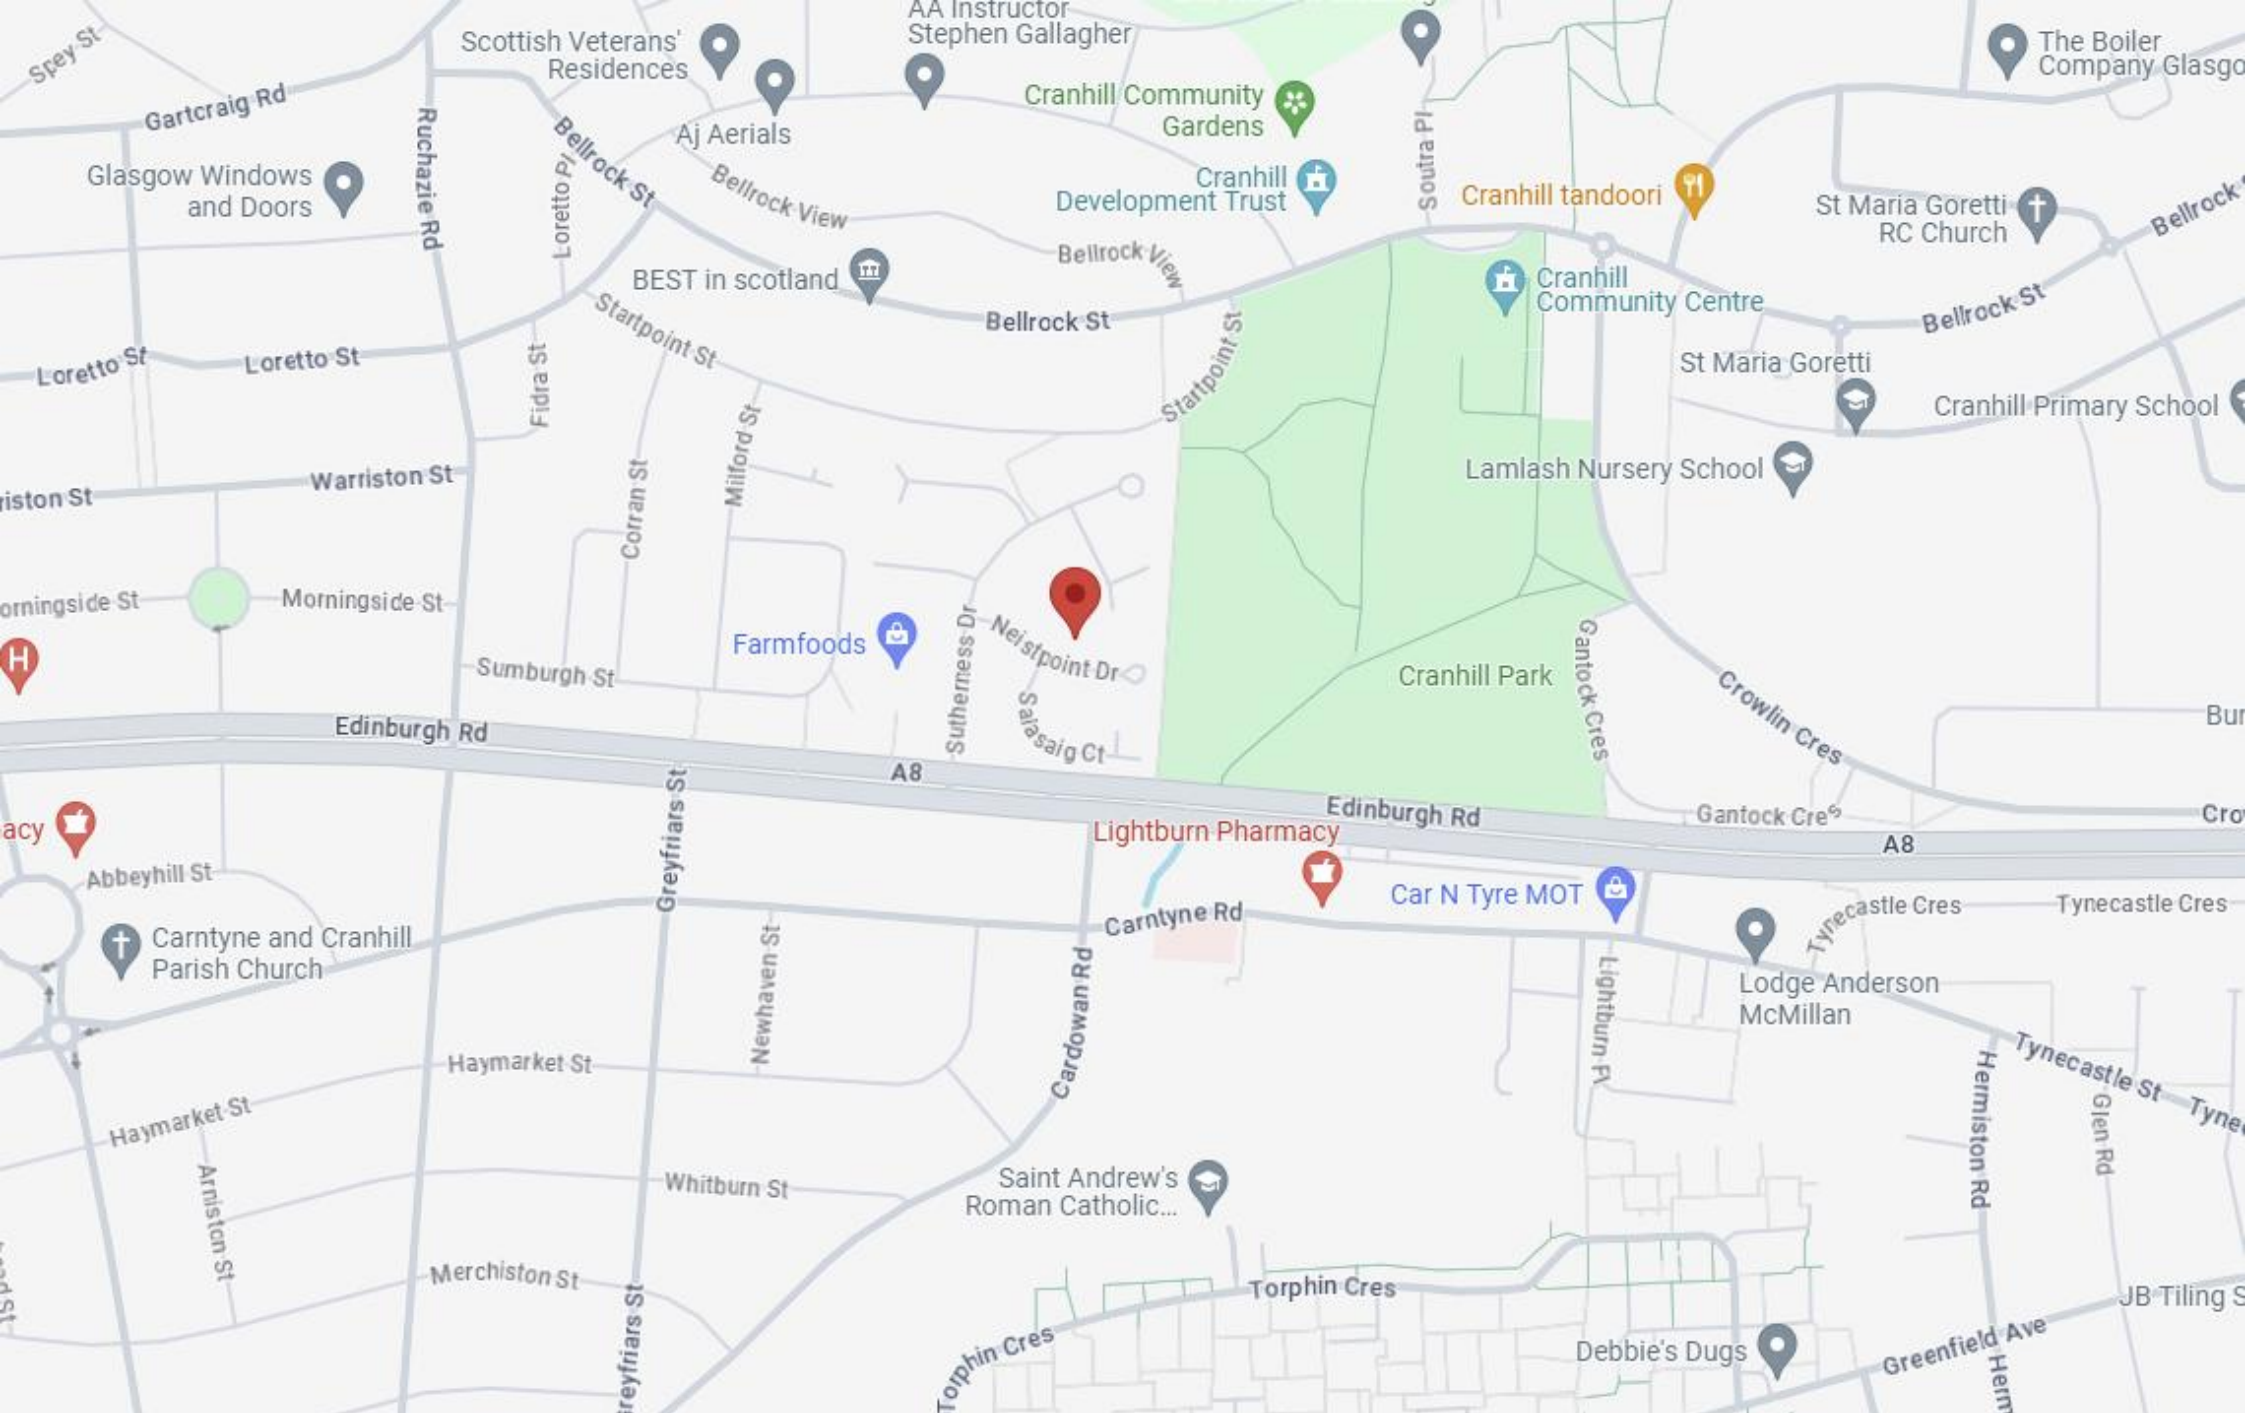 AA Instructor
Stephen Gallagher
Scottish Veterans'
Residences
The Boiler
Company Glasgo
Spey St
Gartcraig Rd
Ruchazie Rd
Aj Aerials
Cranhill Community
Gardens
Bellrock St
Loretto Pl
Bellrock View
Glasgow Windows
and Doors
Cranhill
Development Trust
Soutra Pl
Cranhill tandoori
St Maria Goretti
RC Church
Bellrock
BEST in scotland
Bellrock View
Cranhill
Community Centre
Startpoint St
Bellrock St
Startpoint St
Bellrock St
Loretto St
Loretto St
Fidra St
St Maria Goretti
Cranhill Primary School
Warriston St
riston St
Corran St
Milford St
Lamlash Nursery School
orningside St
Morningside St
H
Farmfoods
Sumburgh St
Sutherness Dr
Neistpoint Dr
Salasaig Ct
Cranhill Park
Gantock Cres
Crowlin Cres
Bur
Edinburgh Rd
A8
Edinburgh Rd
Gantock Cres
Cro
A8
acy
Lightburn Pharmacy
Greyfriars St
Abbeyhill St
Car N Tyre MOT
Tynecastle Cres
Tynecastle Cres
Carntyne Rd
Carntyne and Cranhill
Parish Church
Newhaven St
Cardowan Rd
Lightburn Pl
Lodge Anderson
McMillan
Haymarket St
Haymarket St
Tynecastle St
Tyne
Hermiston Rd
Glen Rd
Arniston St
Whitburn St
Saint Andrew's
Roman Catholic...
ad St
Merchiston St
Greyfriars St
Torphin Cres
Torphin Cres
JB Tiling S
Debbie's Dugs
Greenfield Ave
Herm